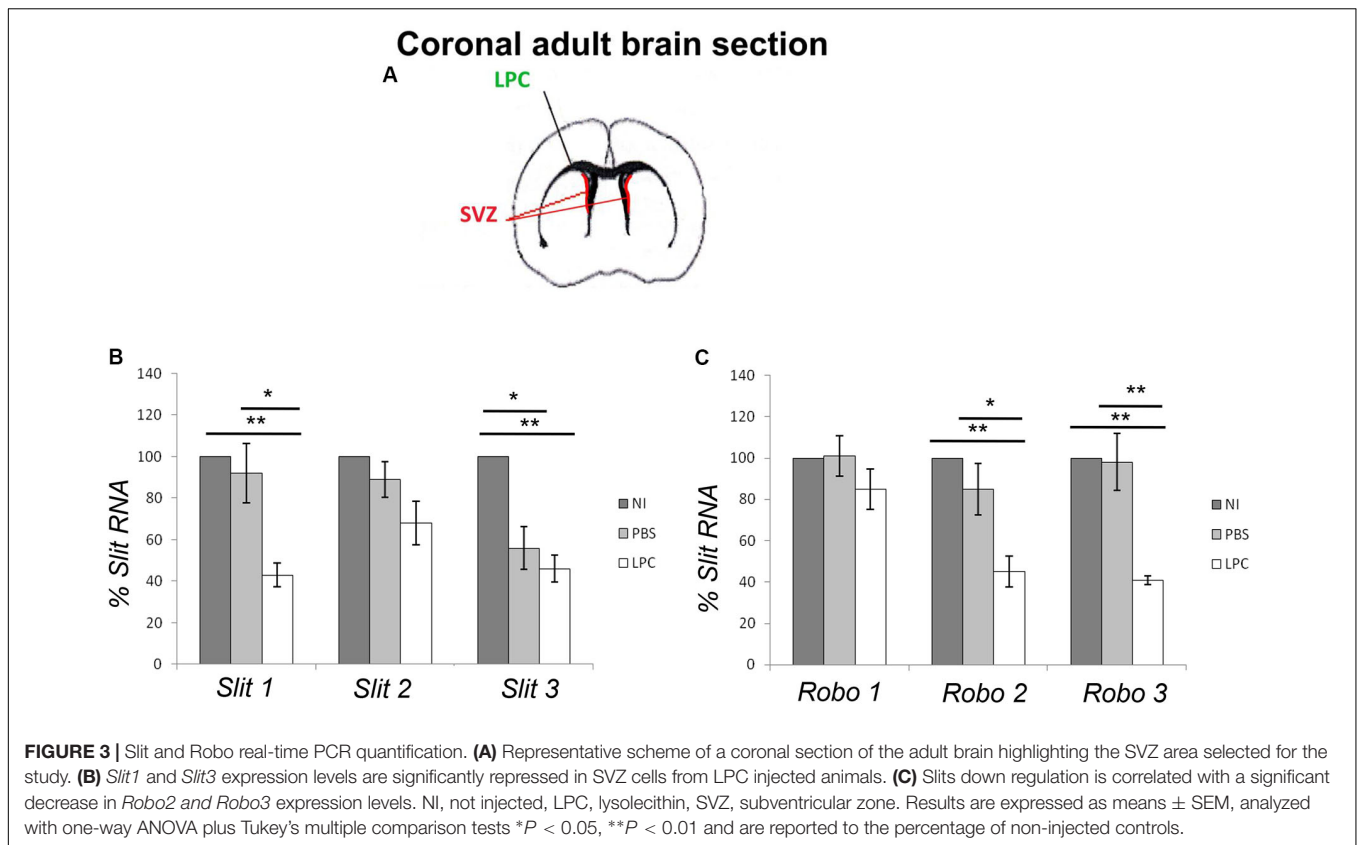 Coronal adult brain section
A
LPC
SVZ
B
% Slit RNA
140
120
100
80
60
40
20
0
*
**
*
**
NI
PBS
LPC
Slit 1
Slit 2
Slit 3
C
% Slit RNA
140
120
100
80
60
40
20
0
*
**
**
**
NI
PBS
LPC
Robo 1
Robo 2
Robo 3
FIGURE 3 | Slit and Robo real-time PCR quantification. (A) Representative scheme of a coronal section of the adult brain highlighting the SVZ area selected for the
study. (B) Slit1 and Slit3 expression levels are significantly repressed in SVZ cells from LPC injected animals. (C) Slits down regulation is correlated with a significant
decrease in Robo2 and Robo3 expression levels. NI, not injected, LPC, lysolecithin, SVZ, subventricular zone. Results are expressed as means ± SEM, analyzed
with one-way ANOVA plus Tukey's multiple comparison tests *P < 0.05, **P < 0.01 and are reported to the percentage of non-injected controls.